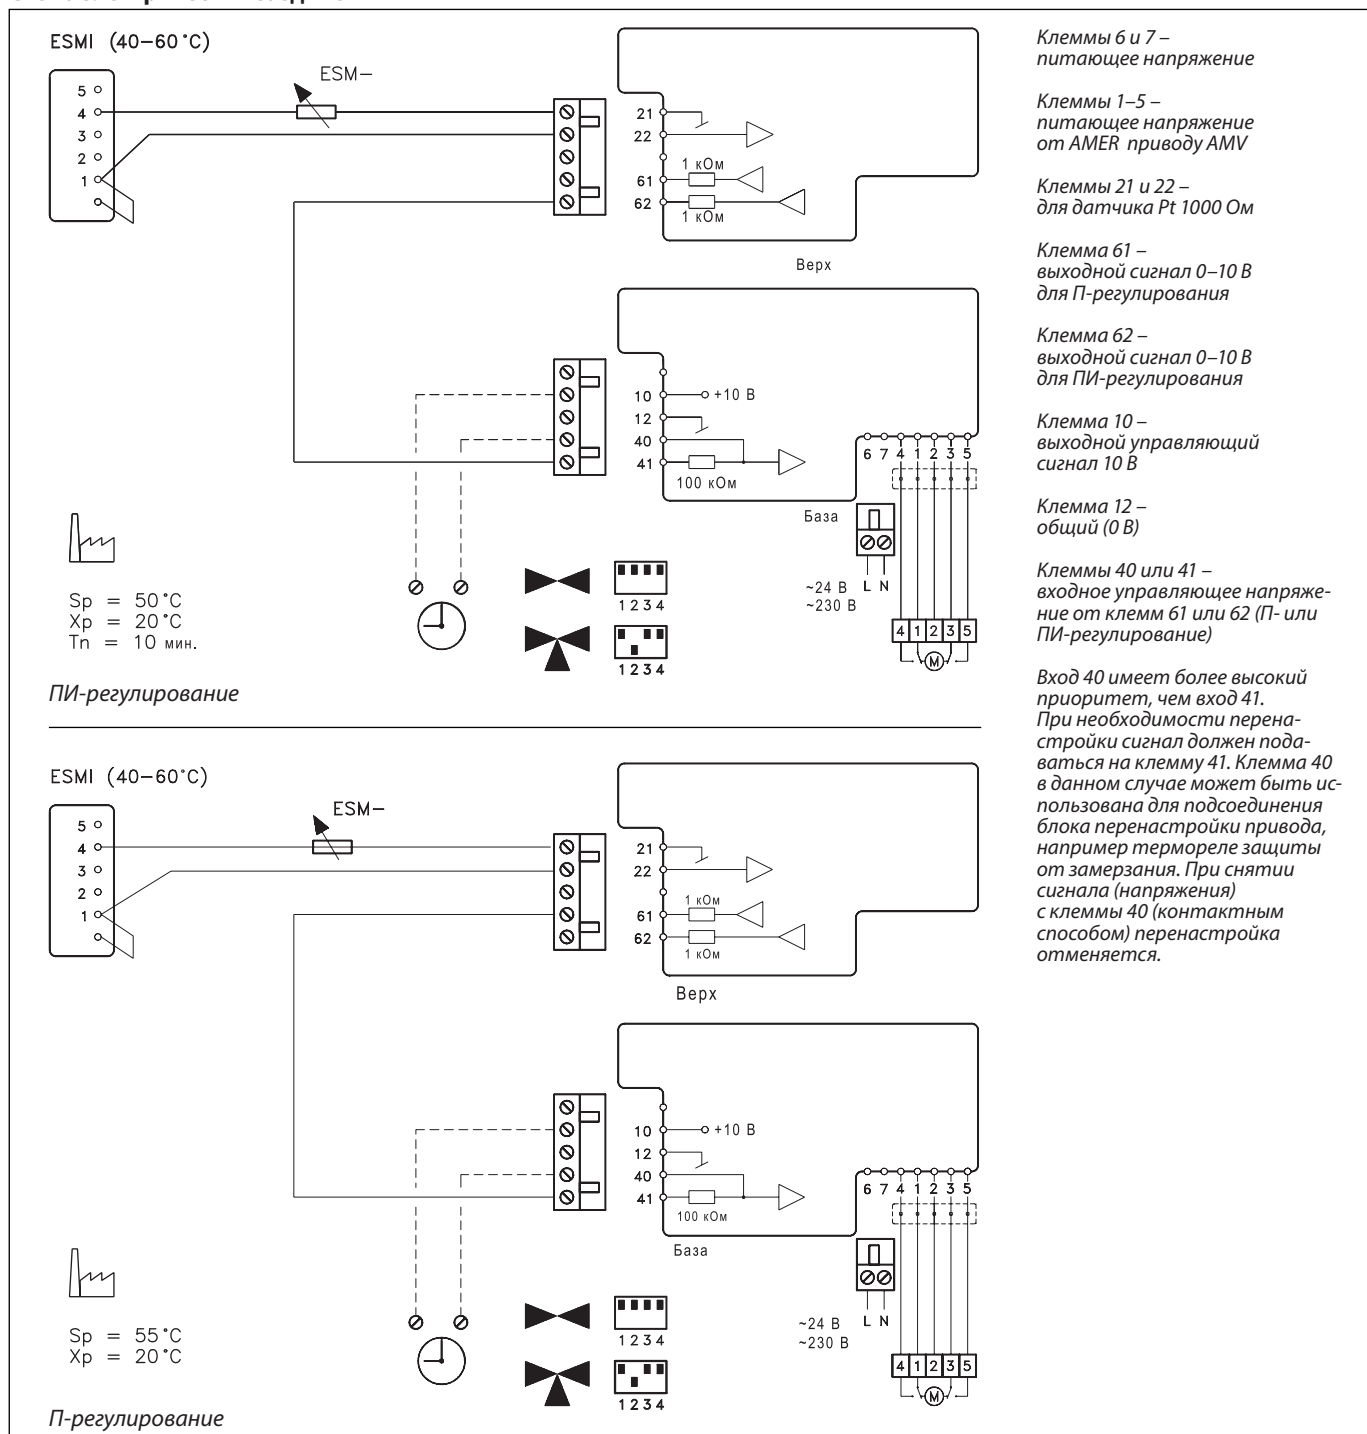 ESMI (40–60°C)
ESM–
5
4
3
2
1
21
22
61
62
1 кОм
1 кОм
Верх
10
12
40
41
+10 В
100 кОм
База
6 7 4 1 2 3 5
L N
~24 В
~230 В
4 1 2 3 5
M
1 2 3 4
1 2 3 4
Sp = 50°C
Xp = 20°C
Tn = 10 мин.
ПИ-регулирование
ESMI (40–60°C)
ESM–
5
4
3
2
1
21
22
61
62
1 кОм
1 кОм
Верх
10
12
40
41
+10 В
100 кОм
База
6 7 4 1 2 3 5
L N
~24 В
~230 В
4 1 2 3 5
M
1 2 3 4
1 2 3 4
Sp = 55°C
Xp = 20°C
П-регулирование
Клеммы 6 и 7 –
питающее напряжение
Клеммы 1–5 –
питающее напряжение
от AMER приводу AMV
Клеммы 21 и 22 –
для датчика Pt 1000 Ом
Клемма 61 –
выходной сигнал 0–10 В
для П-регулирования
Клемма 62 –
выходной сигнал 0–10 В
для ПИ-регулирования
Клемма 10 –
выходной управляющий
сигнал 10 В
Клемма 12 –
общий (0 В)
Клеммы 40 или 41 –
входное управляющее напряже-
ние от клемм 61 или 62 (П- или
ПИ-регулирование)
Вход 40 имеет более высокий
приоритет, чем вход 41.
При необходимости перена-
стройки сигнал должен пода-
ваться на клемму 41. Клемма 40
в данном случае может быть ис-
пользована для подсоединения
блока перенастройки привода,
например термореле защиты
от замерзания. При снятии
сигнала (напряжения)
с клеммы 40 (контактным
способом) перенастройка
отменяется.